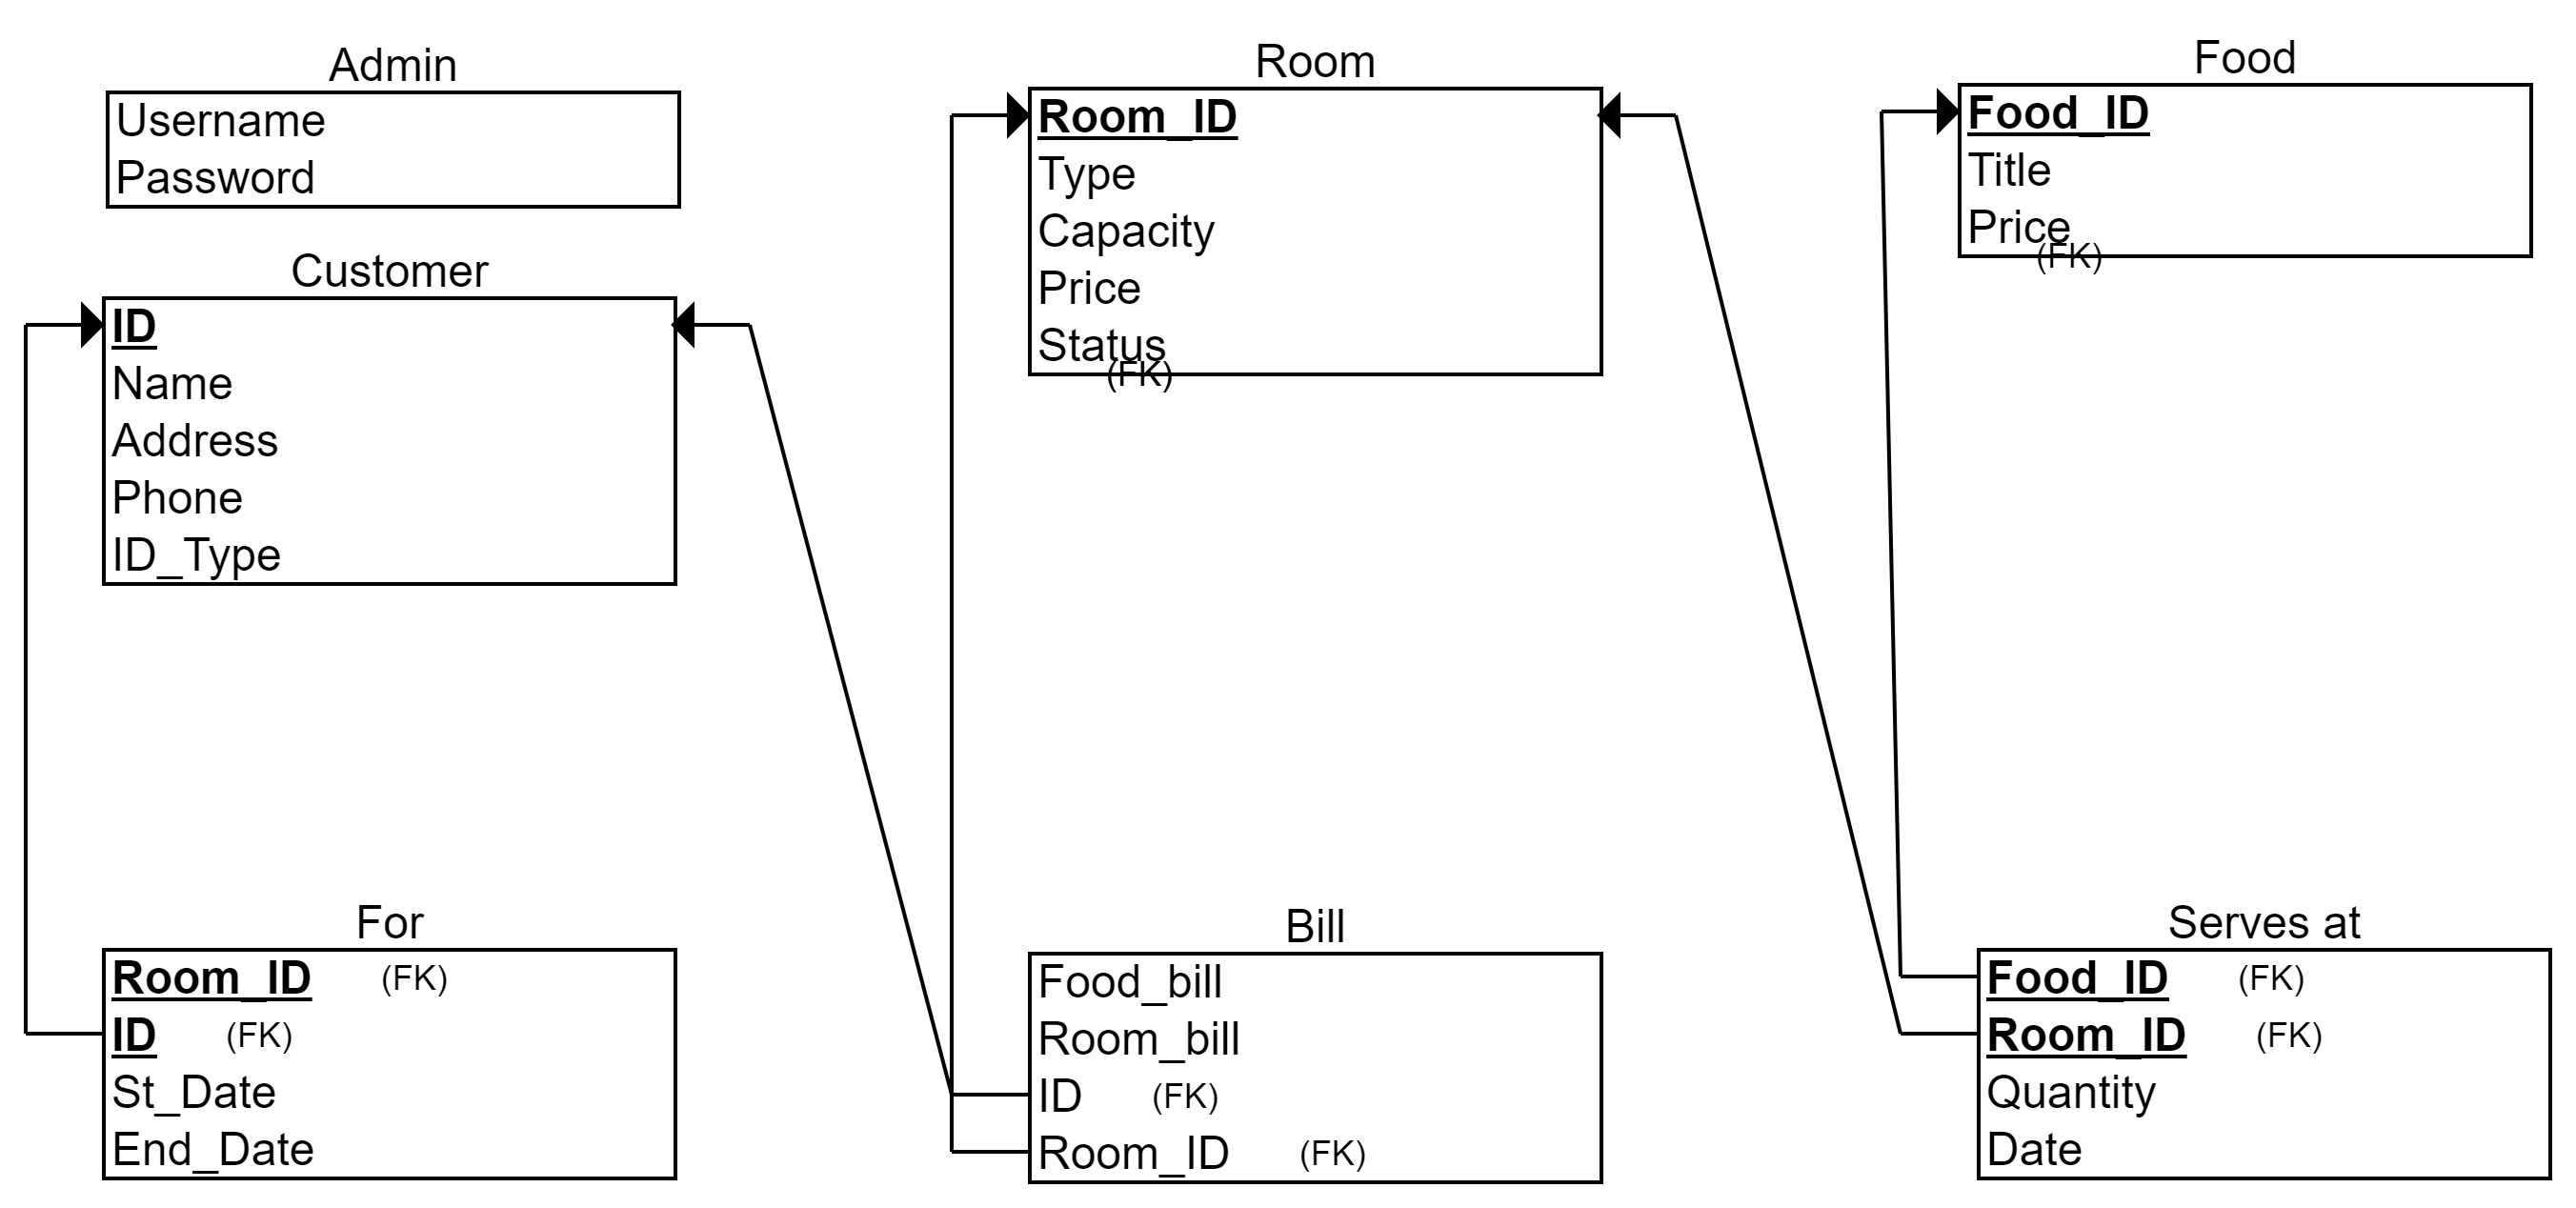 Admin
Username
Password
Customer
ID
Name
Address
Phone
ID_Type
For
Room_ID (FK)
ID (FK)
St_Date
End_Date
Room
Room_ID
Type
Capacity
Price
Status
(FK)
Bill
Food_bill
Room_bill
ID (FK)
Room_ID (FK)
Food
Food_ID
Title
Price
(FK)
Serves at
Food_ID (FK)
Room_ID (FK)
Quantity
Date